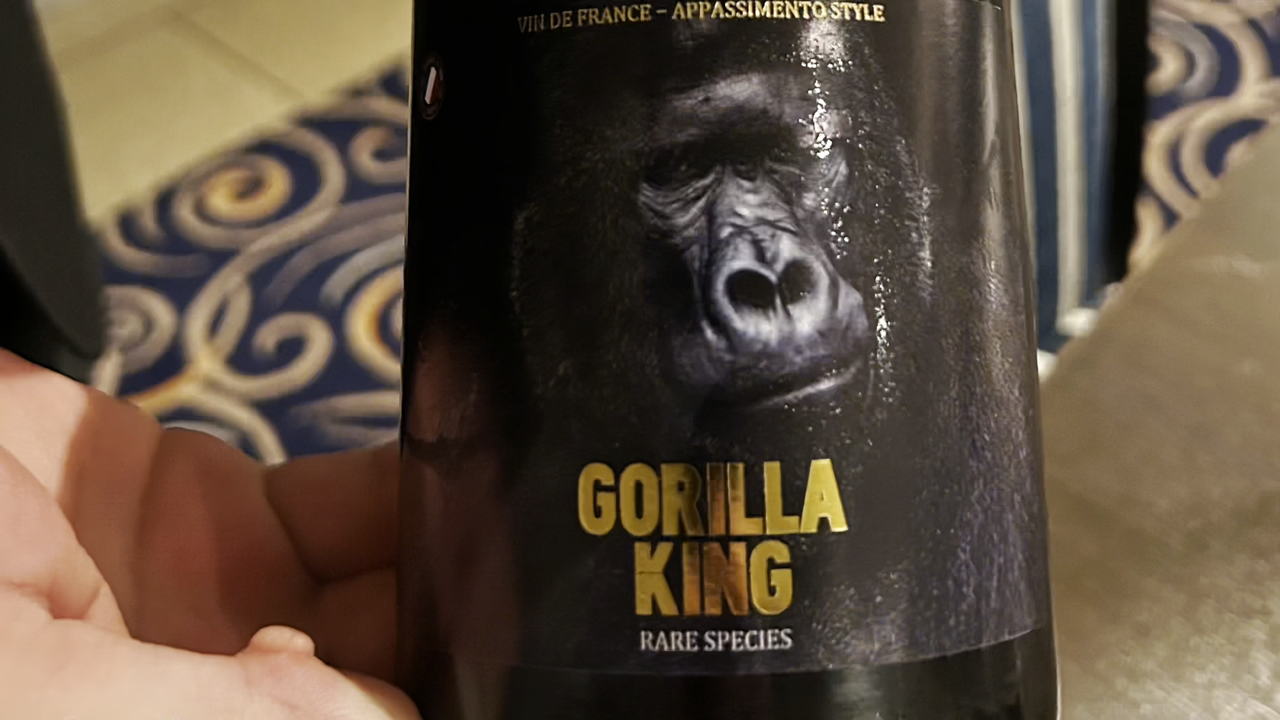 VIN DE FRANCE – APPASSIMENTO STYLE
GORILLA
KING
RARE SPECIES